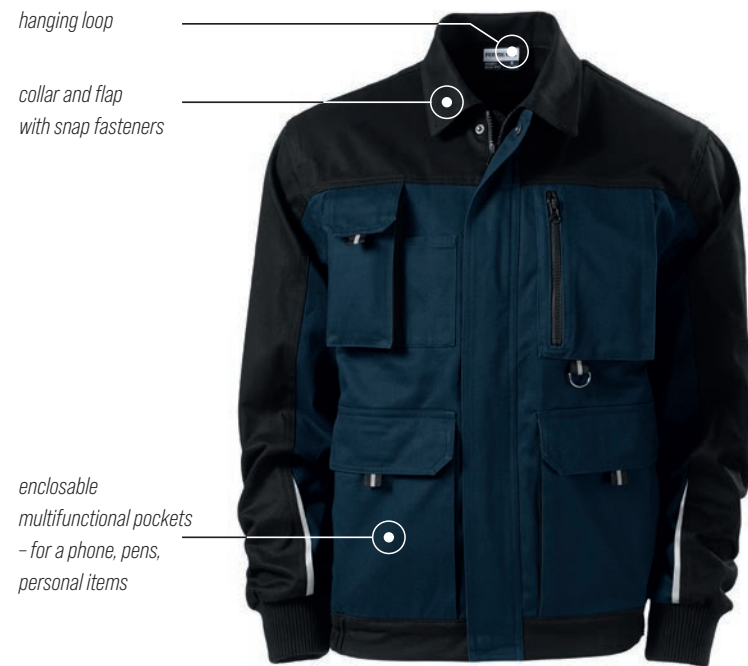 hanging loop
collar and flap
with snap fasteners
enclosable
multifunctional pockets
– for a phone, pens,
personal items